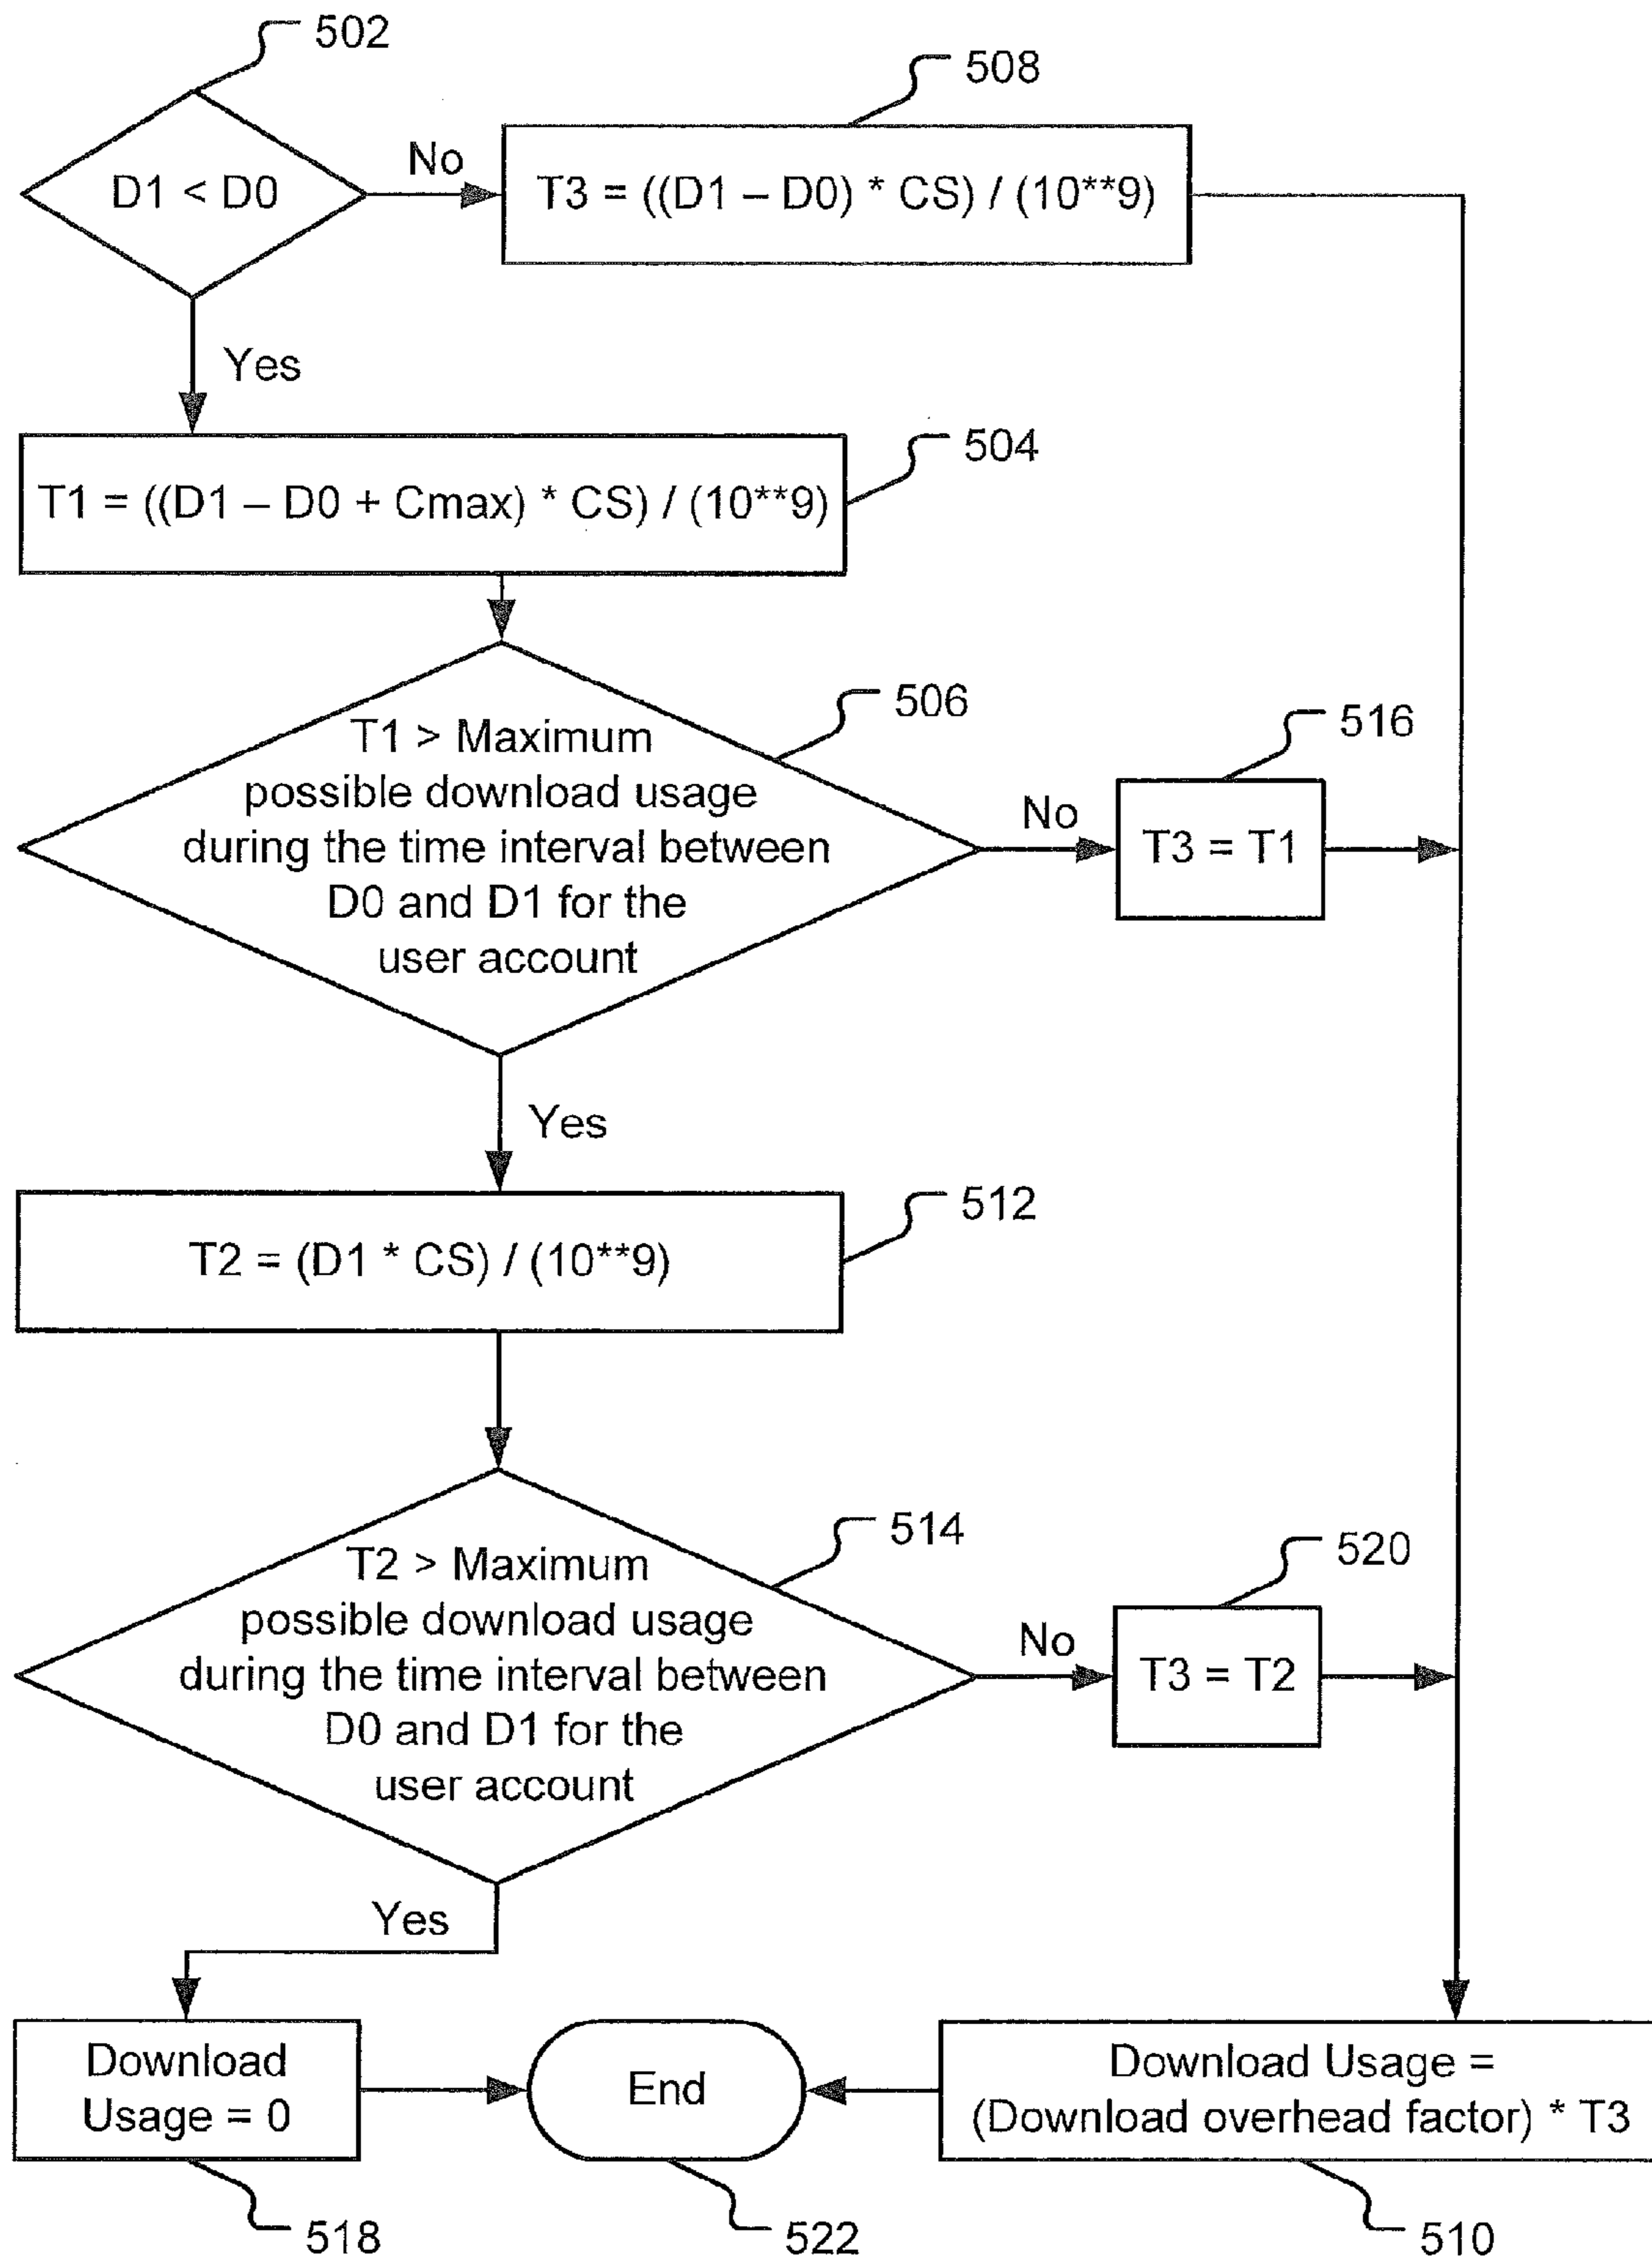 502
508
D1 < D0
No
T3 = ((D1 – D0) * CS) / (10**9)
Yes
504
T1 = ((D1 – D0 + Cmax) * CS) / (10**9)
506
T1 > Maximum
possible download usage
during the time interval between
D0 and D1 for the
user account
No
516
T3 = T1
Yes
512
T2 = (D1 * CS) / (10**9)
514
T2 > Maximum
possible download usage
during the time interval between
D0 and D1 for the
user account
No
520
T3 = T2
Yes
Download
Usage = 0
End
Download Usage =
(Download overhead factor) * T3
518
522
510